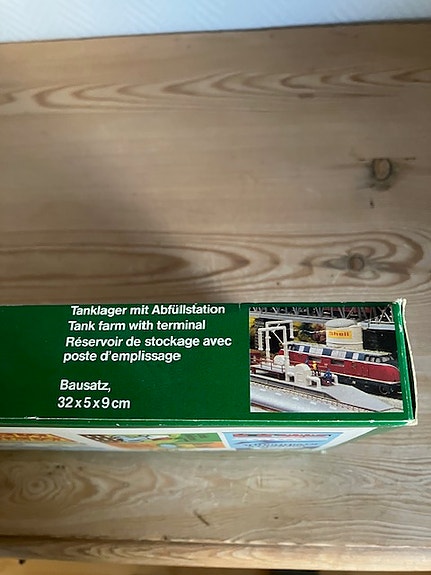 Tanklager mit Abfüllstation
Tank farm with terminal
Réservoir de stockage avec
poste d'emplissage
Bausatz,
32 x 5 x 9 cm
Shell